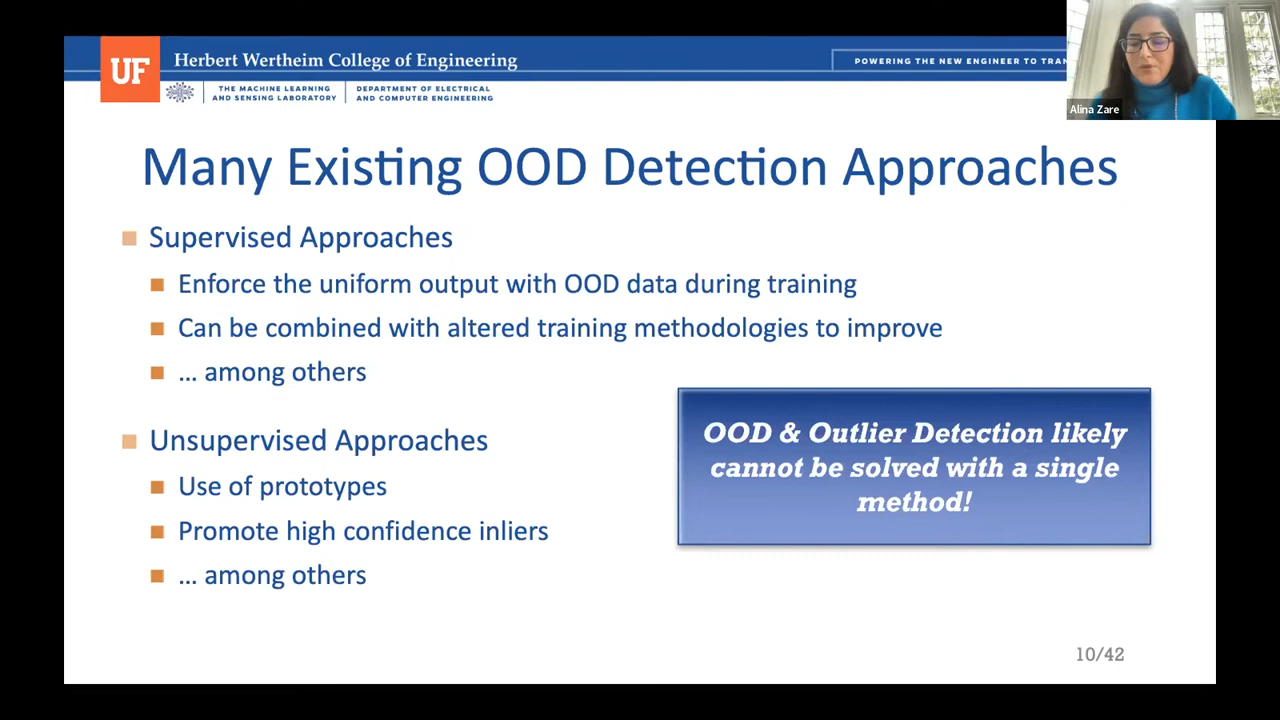 UF
Herbert Wertheim College of Engineering
POWERING THE NEW ENGINEER TO TRAN
THE MACHINE LEARNING
AND SENSING LABORATORY
DEPARTMENT OF ELECTRICAL
AND COMPUTER ENGINEERING
Alina Zare
Many Existing OOD Detection Approaches
Supervised Approaches
Enforce the uniform output with OOD data during training
Can be combined with altered training methodologies to improve
... among others
Unsupervised Approaches
Use of prototypes
Promote high confidence inliers
... among others
OOD & Outlier Detection likely
cannot be solved with a single
method!
10/42